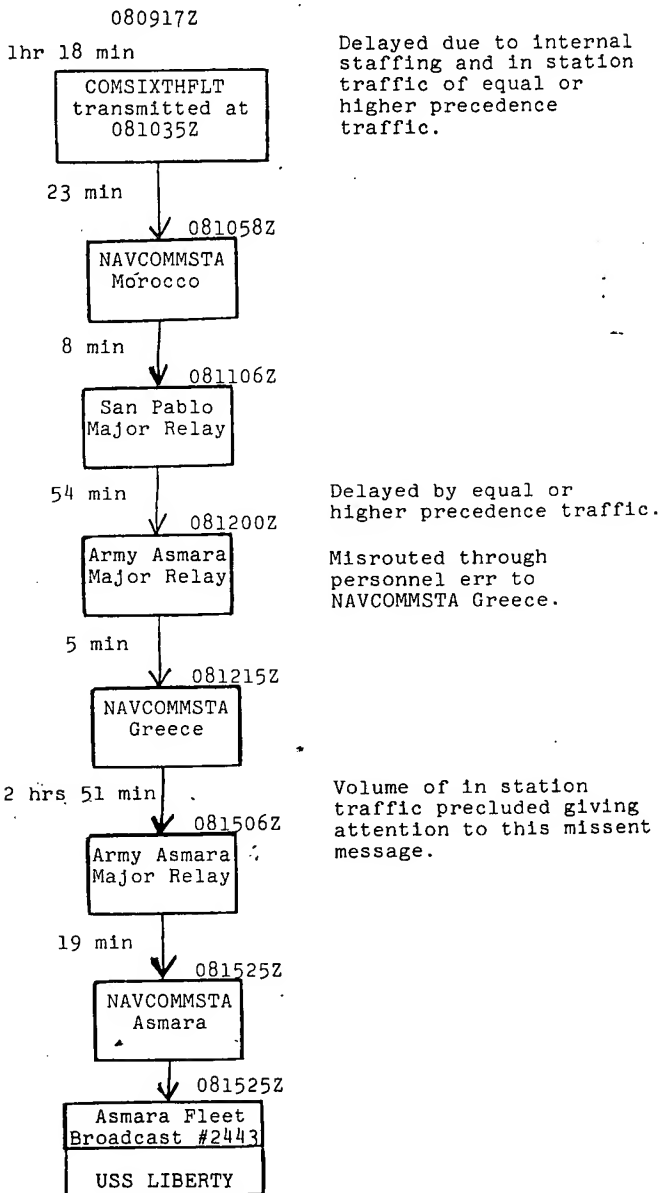 080917Z
1hr 18 min
COMSIXTHFLT
transmitted at
081035Z
Delayed due to internal
staffing and in station
traffic of equal or
higher precedence
traffic.
23 min
081058Z
NAVCOMMSTA
Morocco
8 min
081106Z
San Pablo
Major Relay
54 min
081200Z
Delayed by equal or
higher precedence traffic.
Army Asmara
Major Relay
Misrouted through
personnel err to
NAVCOMMSTA Greece.
5 min
081215Z
NAVCOMMSTA
Greece
2 hrs 51 min
081506Z
Volume of in station
traffic precluded giving
attention to this missent
message.
Army Asmara
Major Relay
19 min
081525Z
NAVCOMMSTA
Asmara
081525Z
Asmara Fleet
Broadcast #2443
USS LIBERTY